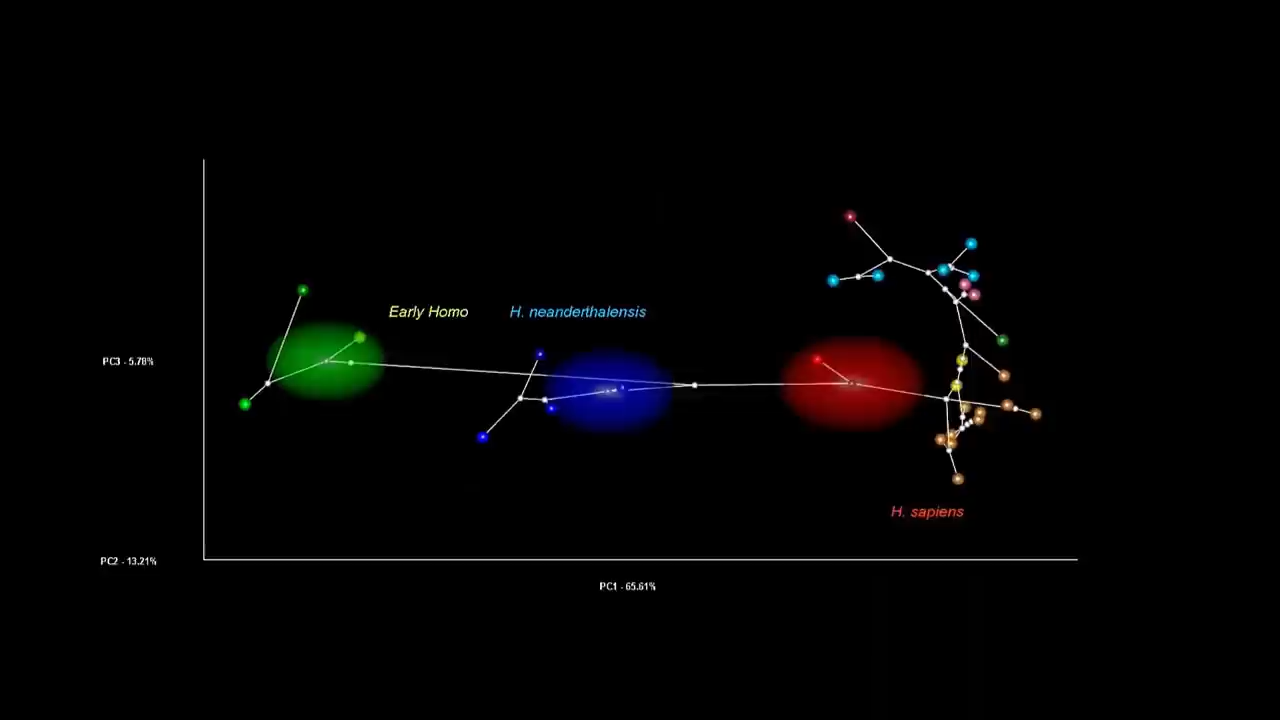 Early Homo
H. neanderthalensis
PC3 - 5.78%
H. sapiens
PC2 - 13.21%
PC1 - 65.61%